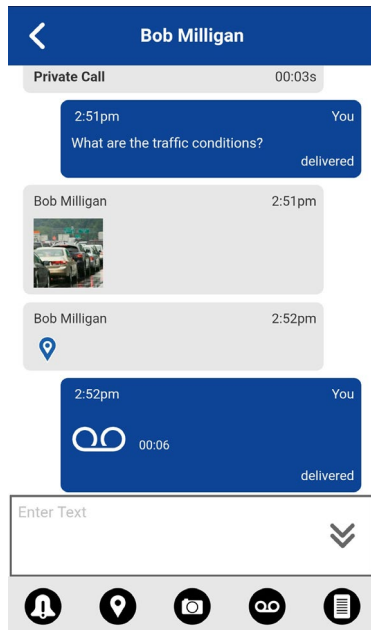 Bob Milligan
Private Call 00:03s
2:51pm You
What are the traffic conditions?
delivered
Bob Milligan 2:51pm
Bob Milligan 2:52pm
2:52pm You
00:06
delivered
Enter Text